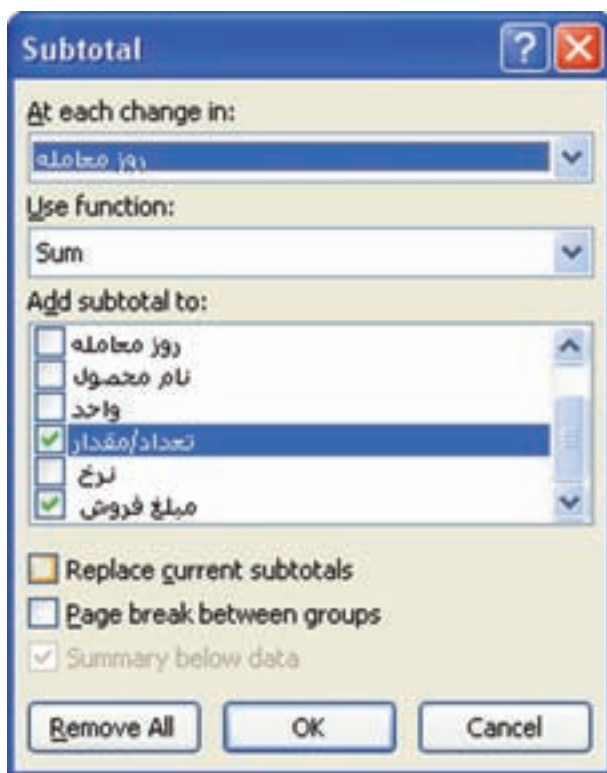 Subtotal
At each change in:
روز معامله
Use function:
Sum
Add subtotal to:
روز معامله
نام محصول
واحد
تعداد/مقدار
نرخ
مبلغ فروش
Replace current subtotals
Page break between groups
Summary below data
Remove All OK Cancel